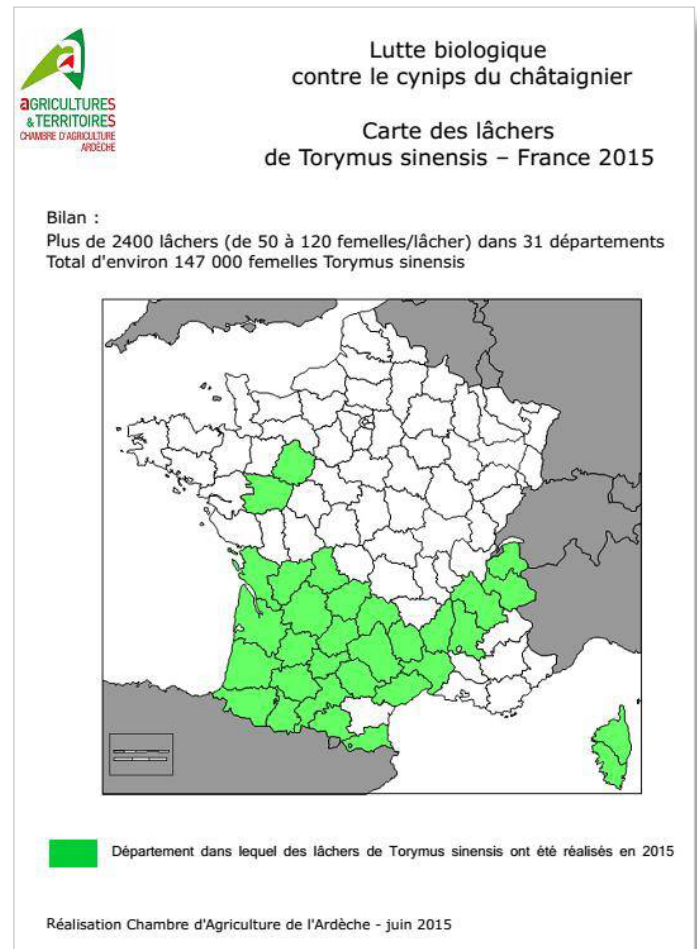 aGRICULTURES
& TERRITOIRES
CHAMBRE D'AGRICULTURE
ARDÈCHE
Lutte biologique
contre le cynips du châtaignier
Carte des lâchers
de Torymus sinensis – France 2015
Bilan :
Plus de 2400 lâchers (de 50 à 120 femelles/lâcher) dans 31 départements
Total d'environ 147 000 femelles Torymus sinensis
Département dans lequel des lâchers de Torymus sinensis ont été réalisés en 2015
Réalisation Chambre d'Agriculture de l'Ardèche - juin 2015